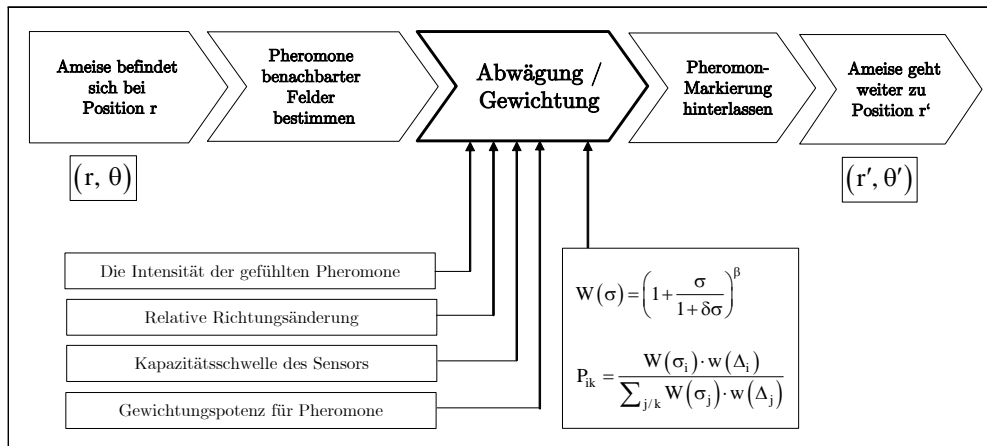 Ameise befindet
sich bei
Position r
Pheromone
benachbarter
Felder
bestimmen
Abwägung /
Gewichtung
Pheromon-
Markierung
hinterlassen
Ameise geht
weiter zu
Position r‘
(r, θ)
(r′, θ′)
Die Intensität der gefühlten Pheromone
Relative Richtungsänderung
Kapazitätsschwelle des Sensors
Gewichtungspotenz für Pheromone
W(σ) = (1 + σ / (1 + δσ))^β
P_ik = W(σ_i) · w(Δ_i) / ∑_j/k W(σ_j) · w(Δ_j)